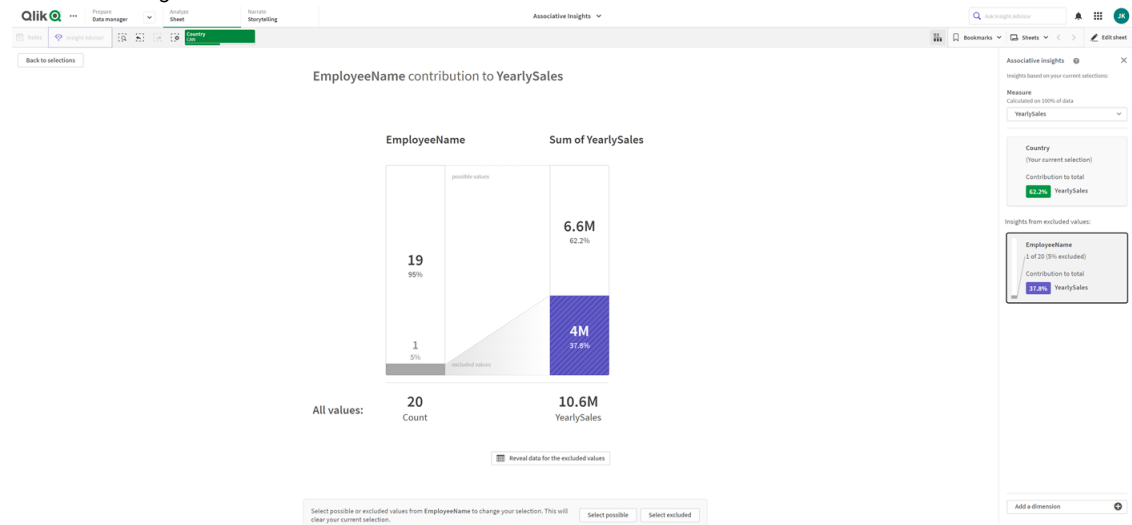 Qlik
Prepare
Data manager
Analyze
Sheet
Narrate
Storytelling
Associative Insights
Ask Insight Advisor
JK
Notes
Insight Advisor
Country
CAN
Bookmarks
Sheets
Edit sheet
Back to selections
EmployeeName contribution to YearlySales
EmployeeName
Sum of YearlySales
possible values
6.6M
62.2%
19
95%
4M
37.8%
1
5%
excluded values
All values:
20
Count
10.6M
YearlySales
Reveal data for the excluded values
Select possible or excluded values from EmployeeName to change your selection. This will
clear your current selection.
Select possible
Select excluded
Associative insights
Insights based on your current selections:
Measure
Calculated on 100% of data
YearlySales
Country
(Your current selection)
Contribution to total
62.2% YearlySales
Insights from excluded values:
EmployeeName
1 of 20 (5% excluded)
Contribution to total
37.8% YearlySales
Add a dimension